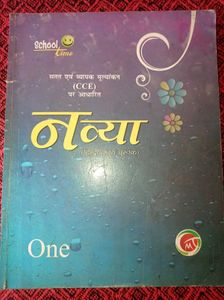 School
Time
सतत एवं व्यापक मूल्यांकन
(CCE)
पर आधारित
नव्या
One